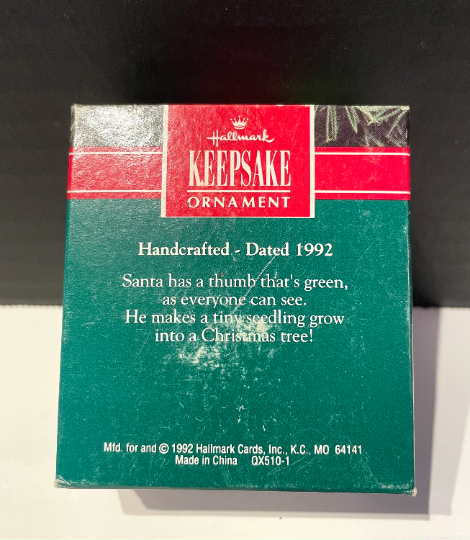 Hallmark
KEEPSAKE
ORNAMENT
Handcrafted - Dated 1992
Santa has a thumb that's green,
as everyone can see.
He makes a tiny seedling grow
into a Christmas tree!
Mfd. for and © 1992 Hallmark Cards, Inc., K.C., MO 64141
Made in China QX510-1